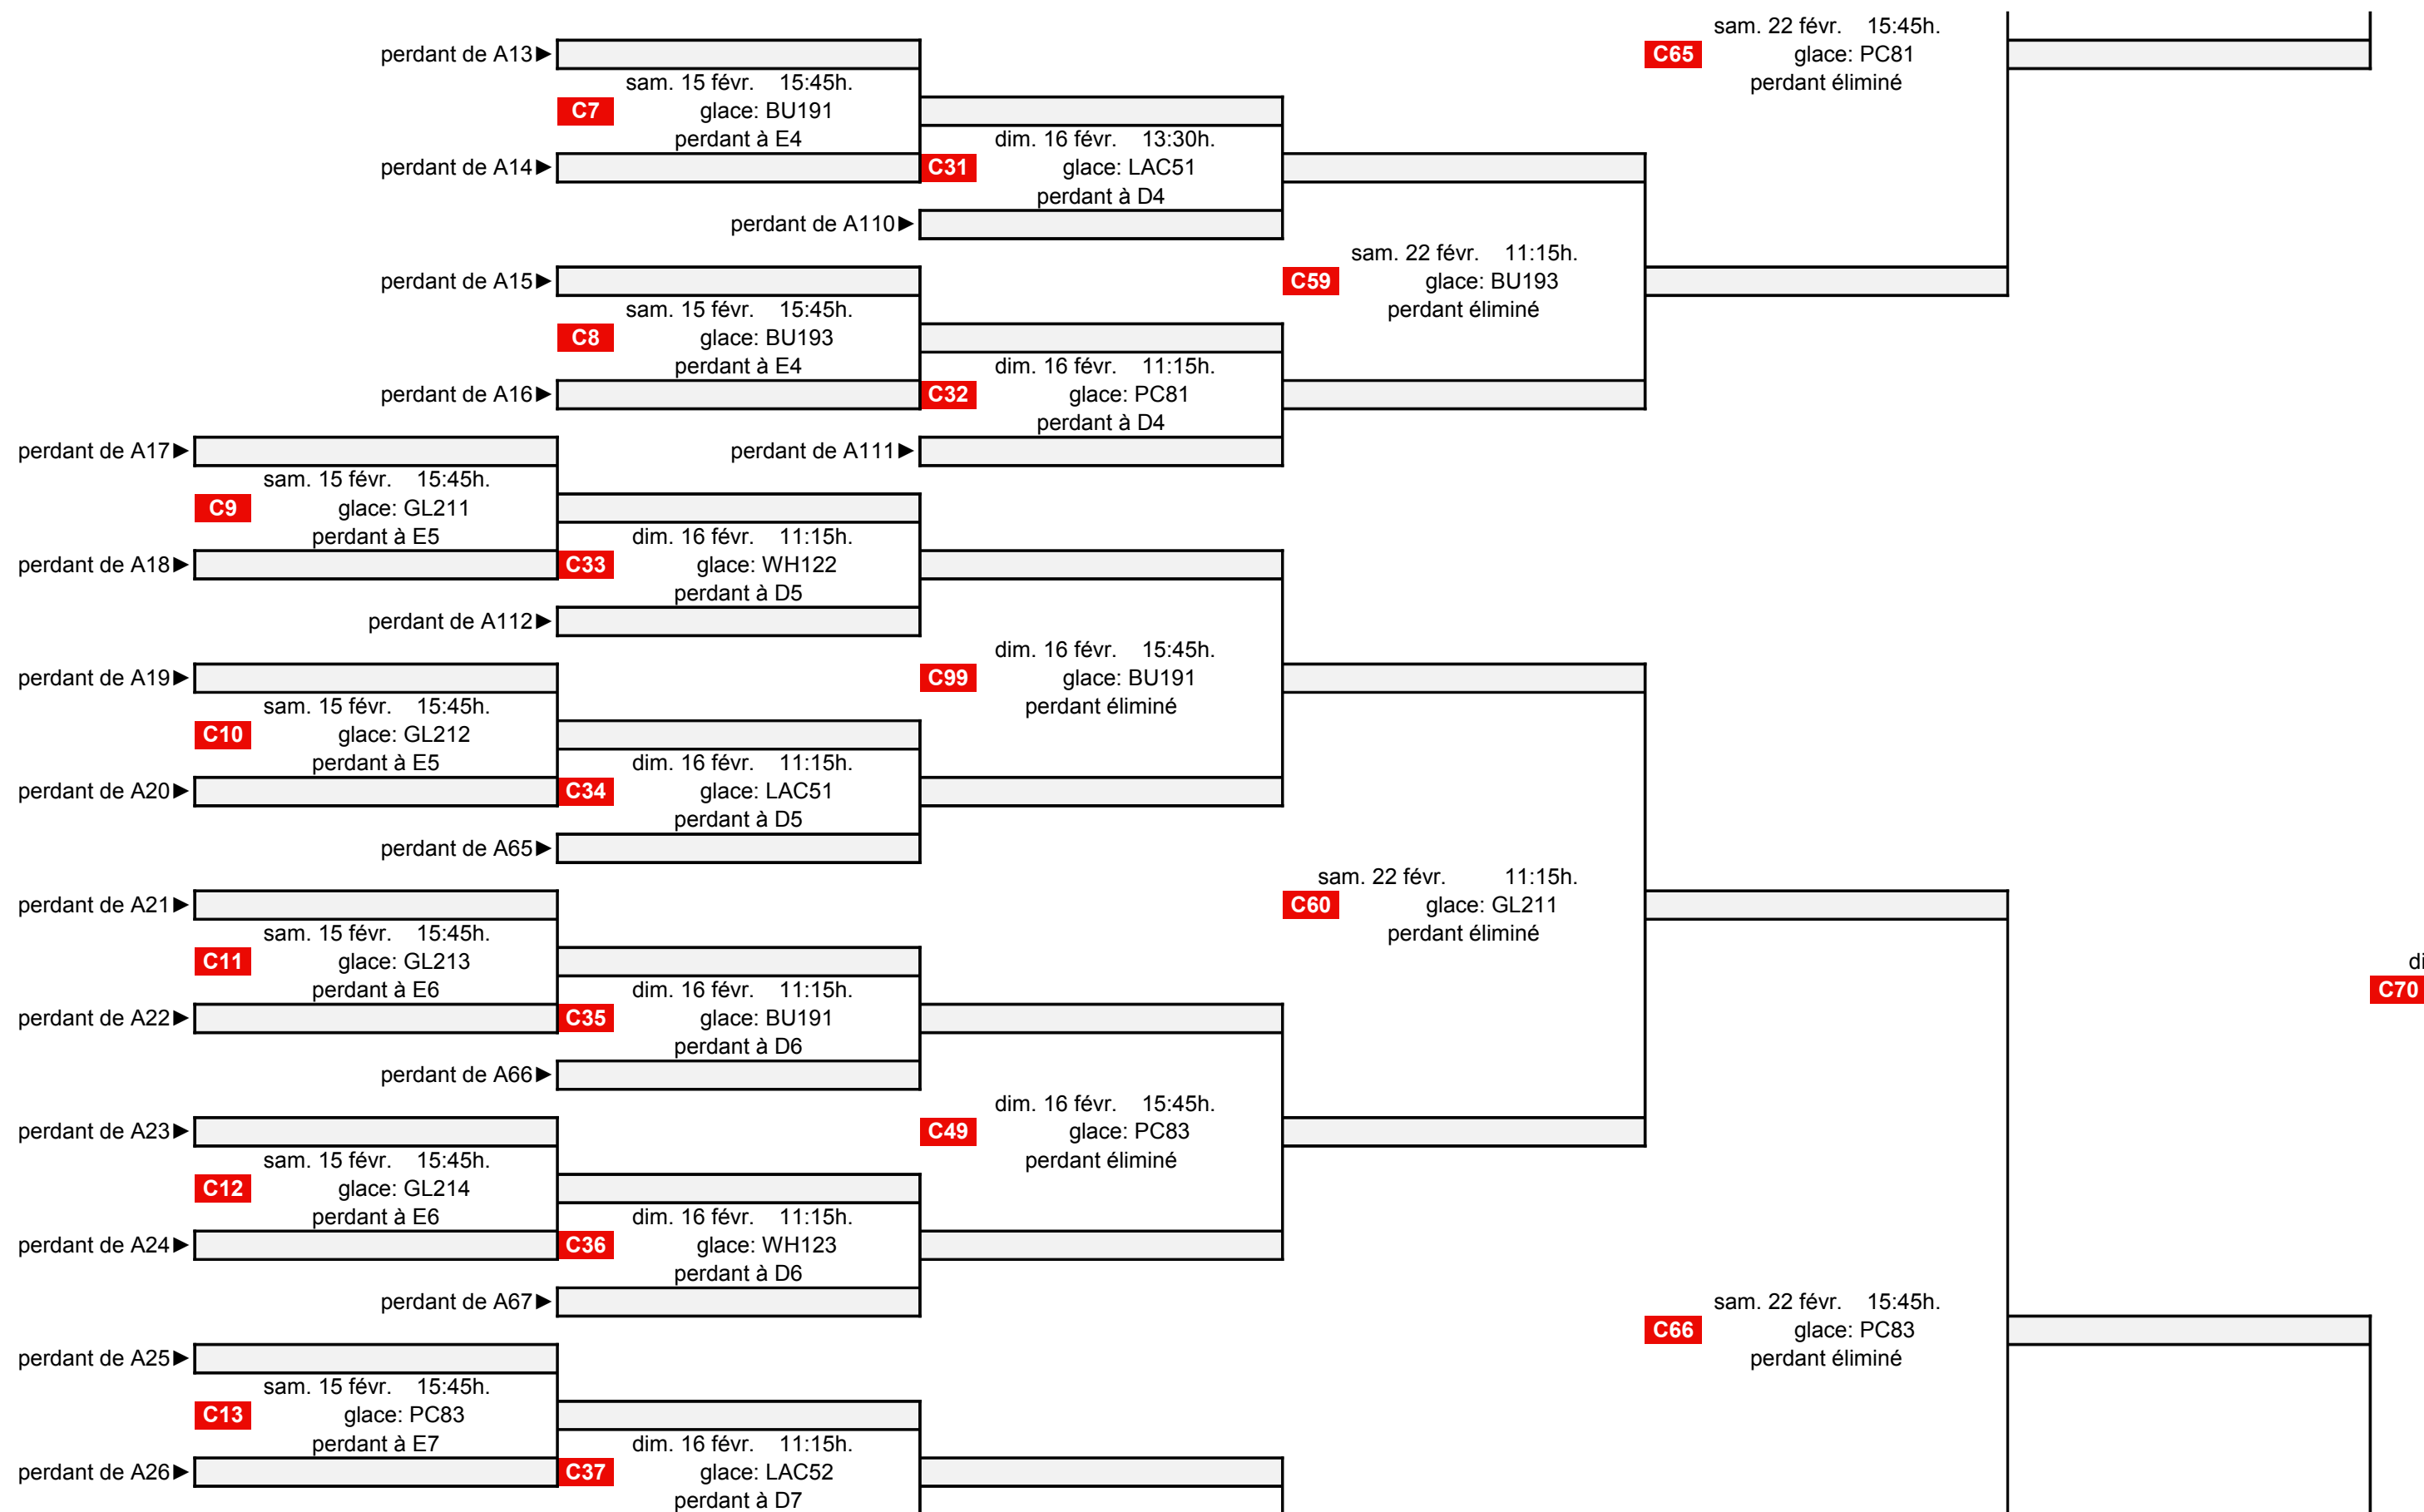 sam. 22 févr. 15:45h.
perdant de A13►
C65 glace: PC81
sam. 15 févr. 15:45h.
perdant éliminé
C7 glace: BU191
perdant à E4
dim. 16 févr. 13:30h.
perdant de A14►
C31 glace: LAC51
perdant à D4
perdant de A110►
sam. 22 févr. 11:15h.
perdant de A15►
C59 glace: BU193
sam. 15 févr. 15:45h.
perdant éliminé
C8 glace: BU193
perdant à E4
dim. 16 févr. 11:15h.
perdant de A16►
C32 glace: PC81
perdant à D4
perdant de A17►
perdant de A111►
sam. 15 févr. 15:45h.
C9 glace: GL211
perdant à E5
dim. 16 févr. 11:15h.
perdant de A18►
C33 glace: WH122
perdant à D5
perdant de A112►
dim. 16 févr. 15:45h.
perdant de A19►
C99 glace: BU191
sam. 15 févr. 15:45h.
perdant éliminé
C10 glace: GL212
perdant à E5
dim. 16 févr. 11:15h.
perdant de A20►
C34 glace: LAC51
perdant à D5
perdant de A65►
sam. 22 févr. 11:15h.
perdant de A21►
C60 glace: GL211
sam. 15 févr. 15:45h.
perdant éliminé
C11 glace: GL213
di
perdant à E6
dim. 16 févr. 11:15h.
C70
perdant de A22►
C35 glace: BU191
perdant à D6
perdant de A66►
dim. 16 févr. 15:45h.
perdant de A23►
C49 glace: PC83
sam. 15 févr. 15:45h.
perdant éliminé
C12 glace: GL214
perdant à E6
dim. 16 févr. 11:15h.
perdant de A24►
C36 glace: WH123
perdant à D6
perdant de A67►
sam. 22 févr. 15:45h.
C66 glace: PC83
perdant de A25►
perdant éliminé
sam. 15 févr. 15:45h.
C13 glace: PC83
perdant à E7
dim. 16 févr. 11:15h.
perdant de A26►
C37 glace: LAC52
perdant à D7